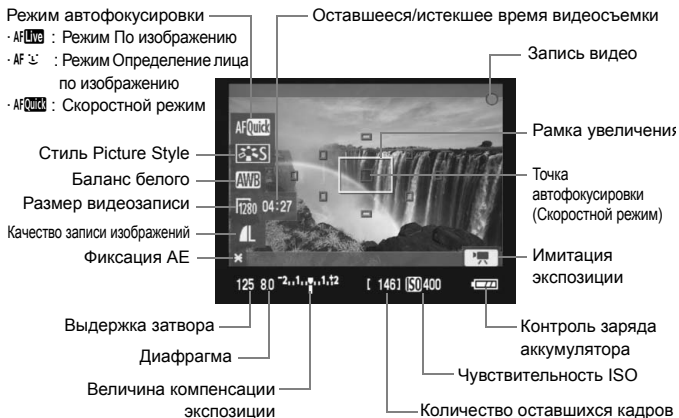 Режим автофокусировки
· AF Live : Режим По изображению
· AF : Режим Определение лица
по изображению
· AF Quick : Скоростной режим
Стиль Picture Style
Баланс белого
Размер видеозаписи
Качество записи изображений
Фиксация AE
Выдержка затвора
Диафрагма
Величина компенсации
экспозиции
Оставшееся/истекшее время видеосъемки
Запись видео
Рамка увеличения
Точка
автофокусировки
(Скоростной режим)
Имитация
экспозиции
Контроль заряда
аккумулятора
Чувствительность ISO
Количество оставшихся кадров
AF Quick
S
AWB
1280 04:27
L
125 8.0 -2..1..▮..1.+2 [ 146] ISO 400